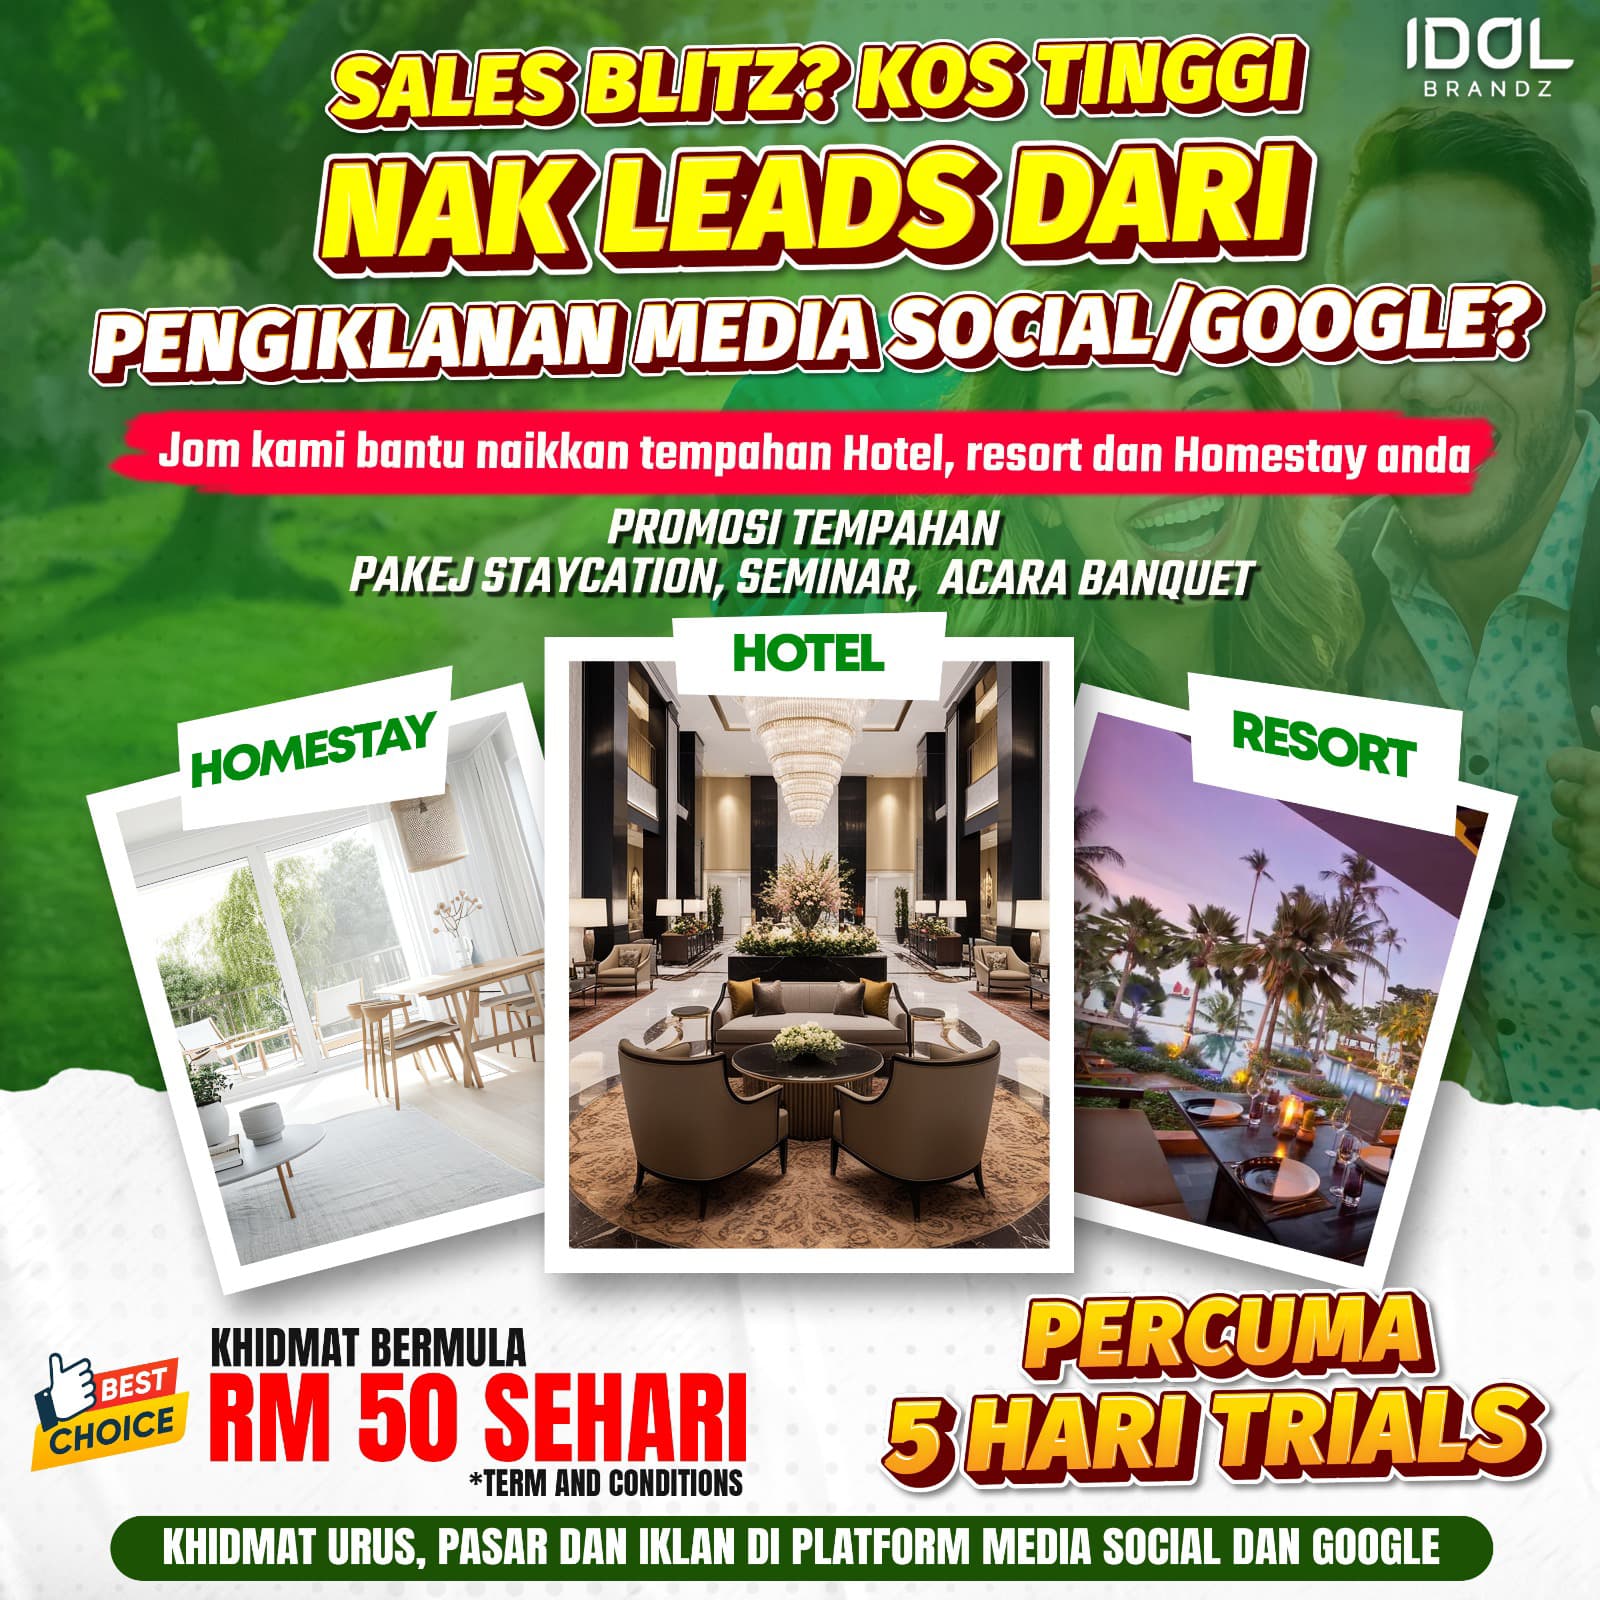 IDOL
BRANDZ
SALES BLITZ? KOS TINGGI
NAK LEADS DARI
PENGIKLANAN MEDIA SOCIAL/GOOGLE?
Jom kami bantu naikkan tempahan Hotel, resort dan Homestay anda
PROMOSI TEMPAHAN
PAKEJ STAYCATION, SEMINAR, ACARA BANQUET
HOMESTAY
HOTEL
RESORT
BEST
CHOICE
KHIDMAT BERMULA
RM 50 SEHARI
*TERM AND CONDITIONS
PERCUMA
5 HARI TRIALS
KHIDMAT URUS, PASAR DAN IKLAN DI PLATFORM MEDIA SOCIAL DAN GOOGLE